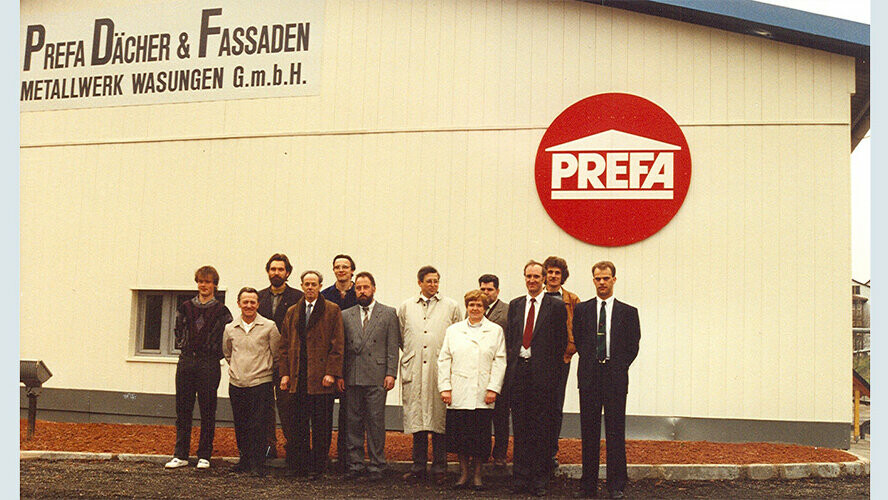 PREFA DÄCHER & FASSADEN
METALLWERK WASUNGEN G.m.b.H.
PREFA